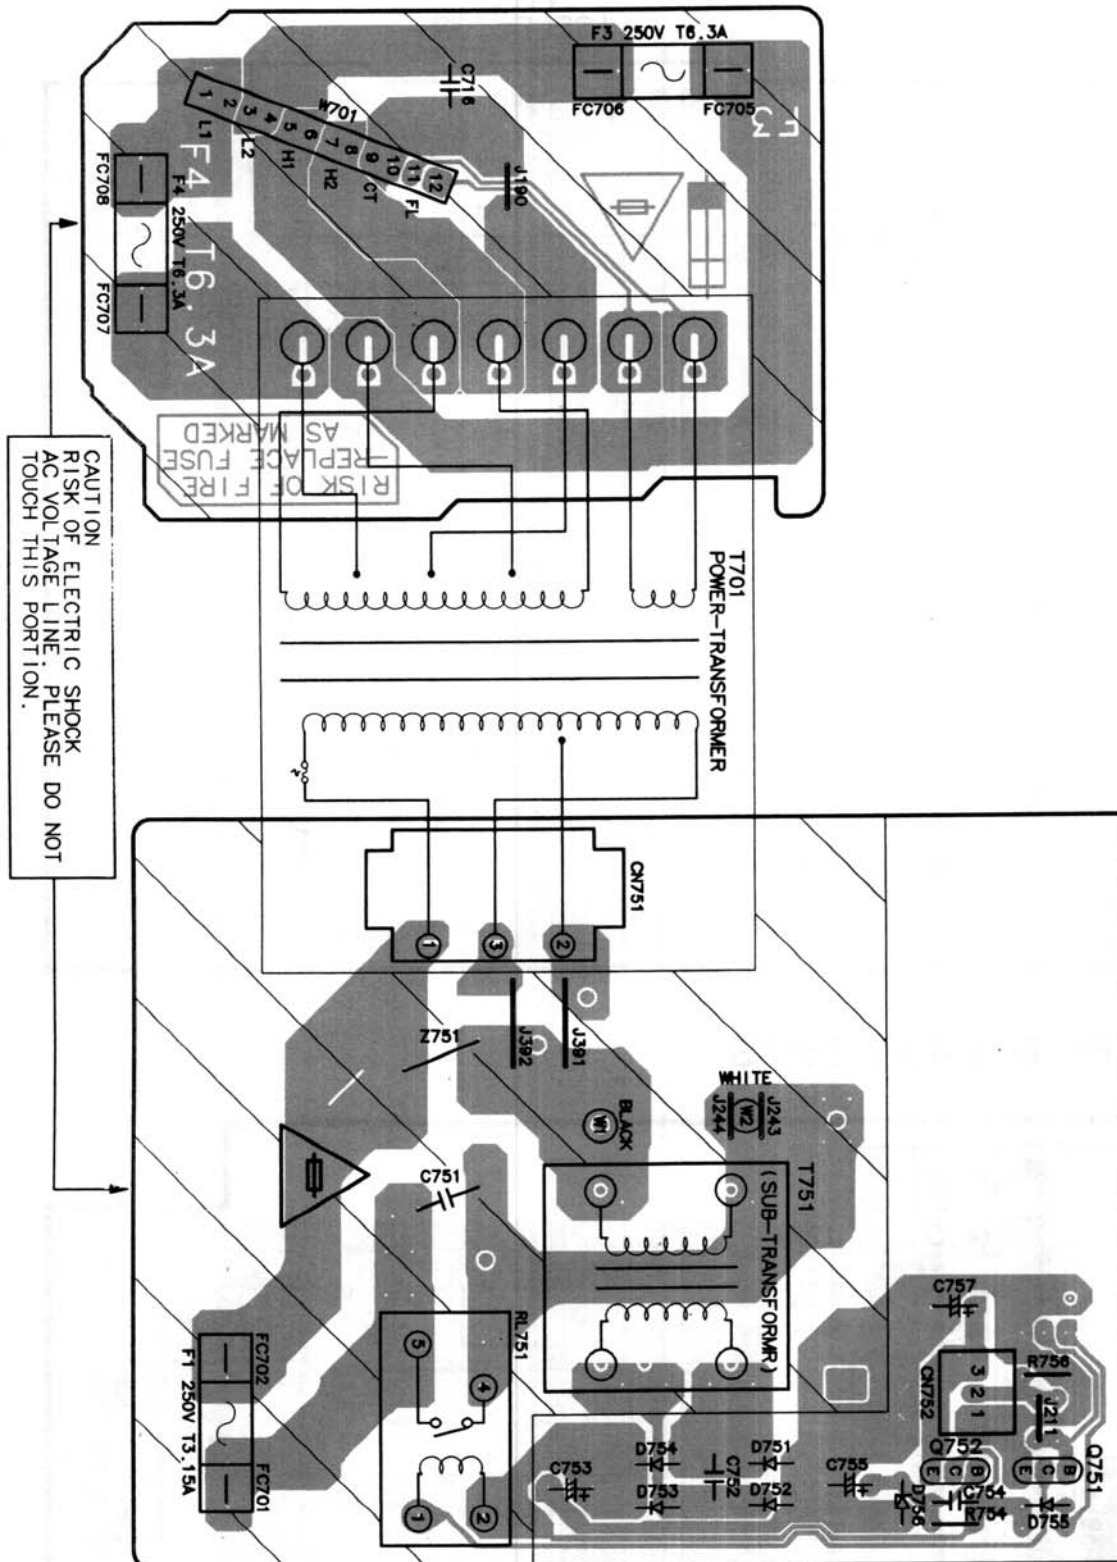 F3 250V T6.3A
FC706
FC705
F3
C716
W701
1 2 3 4 5 6 7 8 9 10 11 12
L1
L2
H1
H2
CT
FL
J190
FC708
F4 250V T6.3A
FC707
F4 T6.3A
RISK OF FIRE
—REPLACE FUSE
AS MARKED
CAUTION
RISK OF ELECTRIC SHOCK
AC VOLTAGE LINE. PLEASE DO NOT
TOUCH THIS PORTION.
T701
POWER-TRANSFORMER
CN751
1
3
2
Z751
J392
J391
WHITE
J244
W2
J243
BLACK
W1
C751
T751
(SUB-TRANSFORMR)
RL751
5
4
1
2
FC702
F1 250V T3.15A
FC701
C757
CN752
3 2 1
R756
J211
Q752
E C B
Q751
E C B
D754
D753
C752
D751
D752
C753
C755
D756
C754
R754
D755